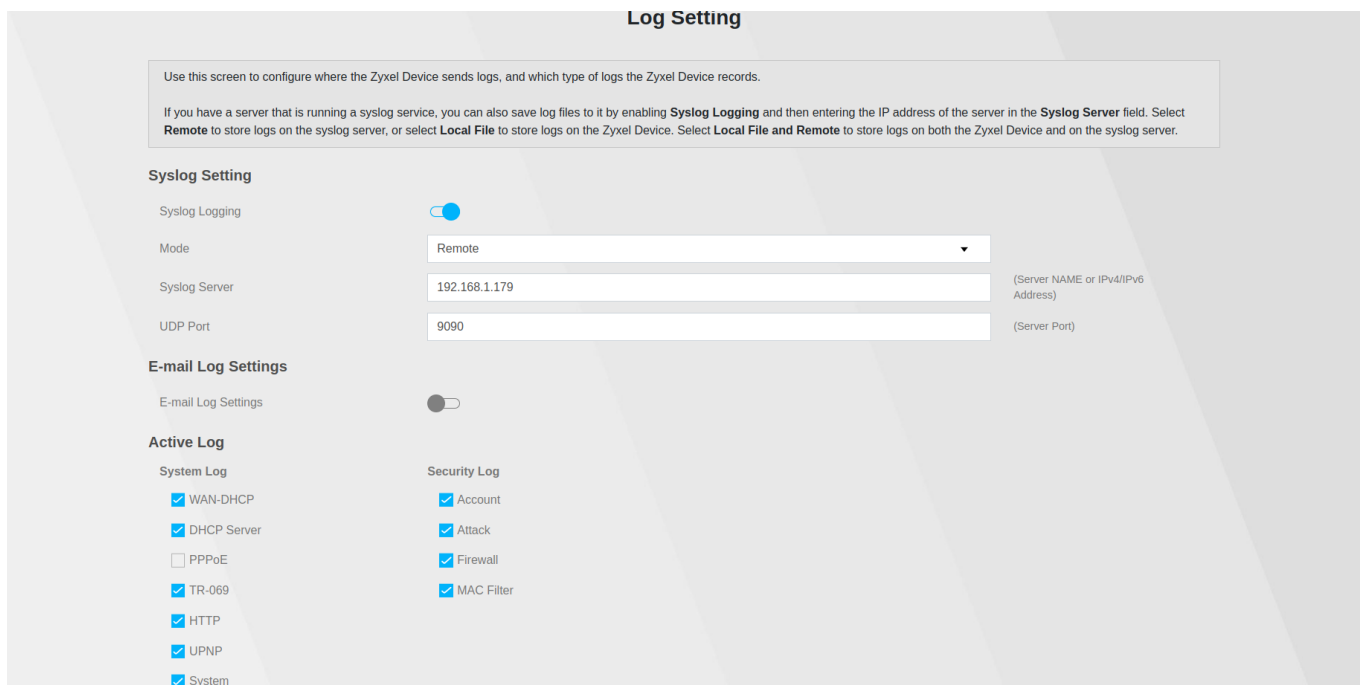 Log Setting
Use this screen to configure where the Zyxel Device sends logs, and which type of logs the Zyxel Device records.
If you have a server that is running a syslog service, you can also save log files to it by enabling Syslog Logging and then entering the IP address of the server in the Syslog Server field. Select
Remote to store logs on the syslog server, or select Local File to store logs on the Zyxel Device. Select Local File and Remote to store logs on both the Zyxel Device and on the syslog server.
Syslog Setting
Syslog Logging
Mode
Remote
Syslog Server
192.168.1.179
(Server NAME or IPv4/IPv6
Address)
UDP Port
9090
(Server Port)
E-mail Log Settings
E-mail Log Settings
Active Log
System Log
WAN-DHCP
DHCP Server
PPPoE
TR-069
HTTP
UPNP
System
Security Log
Account
Attack
Firewall
MAC Filter